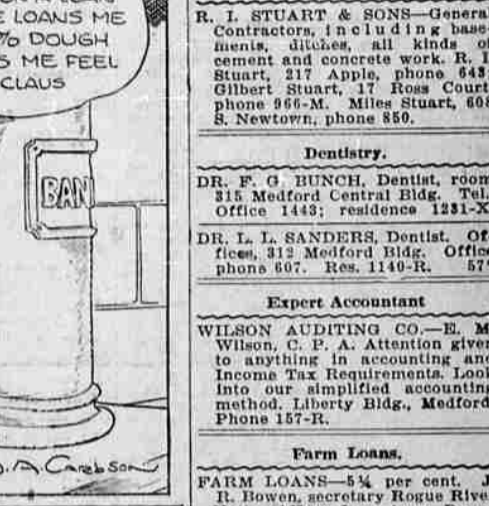 E LOANS ME
% DOUGH
S ME FEEL
CLAUS
BAN
R. I. STUART & SONS—General
Contractors, including base-
ments, ditches, all kinds of
cement and concrete work. R. I.
Stuart, 217 Apple, phone 643;
Gilbert Stuart, 17 Ross Court,
phone 966-M. Miles Stuart, 608
S. Newtown, phone 850.
Dentistry.
DR. F. G. BUNCH, Dentist, room
315 Medford Central Bldg. Tel.
Office 1443; residence 1231-X
DR. L. L. SANDERS, Dentist. Of-
fices, 312 Medford Bldg. Office
phone 607. Res. 1140-R. 57
Expert Accountant
WILSON AUDITING CO.—E. M
Wilson, C. P. A. Attention given
to anything in accounting and
Income Tax Requirements. Look
into our simplified accounting
method. Liberty Bldg., Medford
Phone 157-R.
Farm Loans.
FARM LOANS—5¼ per cent. J.
R. Bowen, secretary Rogue River